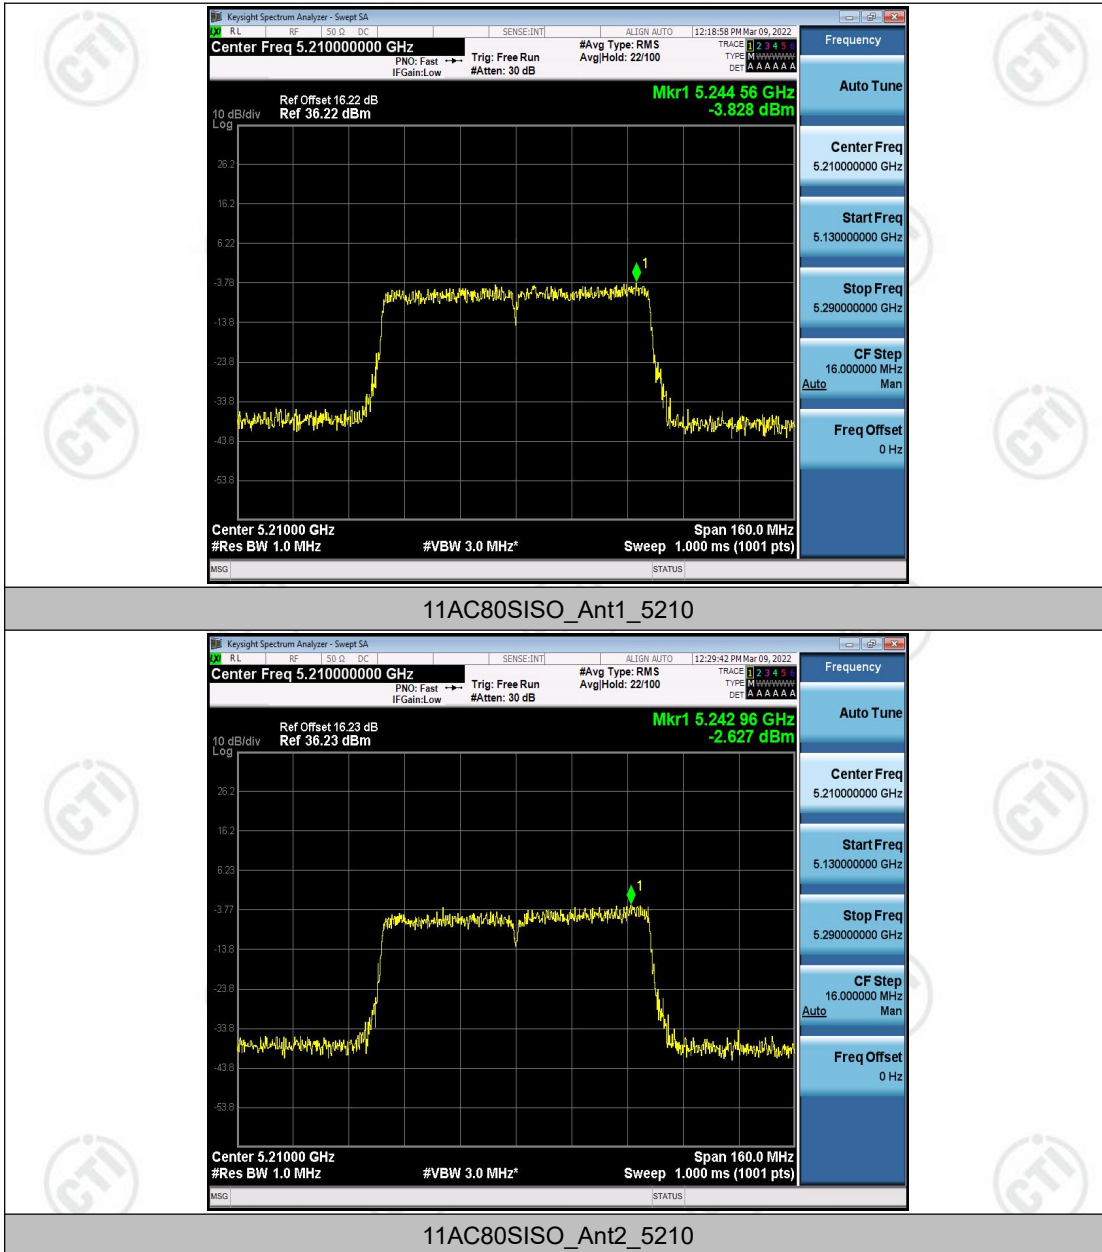 Keysight Spectrum Analyzer - Swept SA
LXI RL RF 50 Ω DC SENSE:INT ALIGN AUTO 12:18:58 PM Mar 09, 2022
Center Freq 5.210000000 GHz #Avg Type: RMS TRACE 1 2 3 4 5 6
PNO: Fast Trig: Free Run Avg|Hold: 22/100 TYPE M WWWWW
IFGain:Low #Atten: 30 dB DET A A A A A A
Mkr1 5.244 56 GHz
-3.828 dBm
Ref Offset 16.22 dB
10 dB/div Ref 36.22 dBm
Log
26.2
16.2
6.22
-3.78
-13.8
-23.8
-33.8
-43.8
-53.8
1
Center 5.21000 GHz Span 160.0 MHz
#Res BW 1.0 MHz #VBW 3.0 MHz* Sweep 1.000 ms (1001 pts)
MSG STATUS
Frequency
Auto Tune
Center Freq
5.210000000 GHz
Start Freq
5.130000000 GHz
Stop Freq
5.290000000 GHz
CF Step
16.000000 MHz
Auto Man
Freq Offset
0 Hz
11AC80SISO_Ant1_5210
Keysight Spectrum Analyzer - Swept SA
LXI RL RF 50 Ω DC SENSE:INT ALIGN AUTO 12:29:42 PM Mar 09, 2022
Center Freq 5.210000000 GHz #Avg Type: RMS TRACE 1 2 3 4 5 6
PNO: Fast Trig: Free Run Avg|Hold: 22/100 TYPE M WWWWW
IFGain:Low #Atten: 30 dB DET A A A A A A
Mkr1 5.242 96 GHz
-2.627 dBm
Ref Offset 16.23 dB
10 dB/div Ref 36.23 dBm
Log
26.2
16.2
6.23
-3.77
-13.8
-23.8
-33.8
-43.8
-53.8
1
Center 5.21000 GHz Span 160.0 MHz
#Res BW 1.0 MHz #VBW 3.0 MHz* Sweep 1.000 ms (1001 pts)
MSG STATUS
Frequency
Auto Tune
Center Freq
5.210000000 GHz
Start Freq
5.130000000 GHz
Stop Freq
5.290000000 GHz
CF Step
16.000000 MHz
Auto Man
Freq Offset
0 Hz
11AC80SISO_Ant2_5210
CTI
CTI
CTI
CTI
CTI
CTI
CTI
CTI